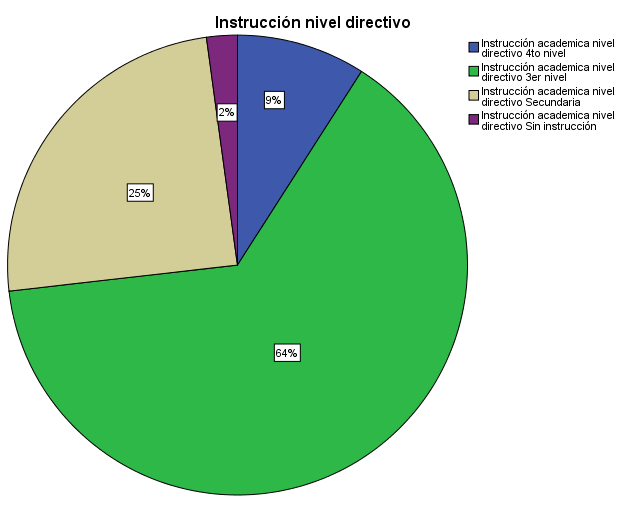 Instrucción nivel directivo
Instrucción academica nivel
directivo 4to nivel
Instrucción academica nivel
directivo 3er nivel
Instrucción academica nivel
directivo Secundaria
Instrucción academica nivel
directivo Sin instrucción
2%
9%
25%
64%